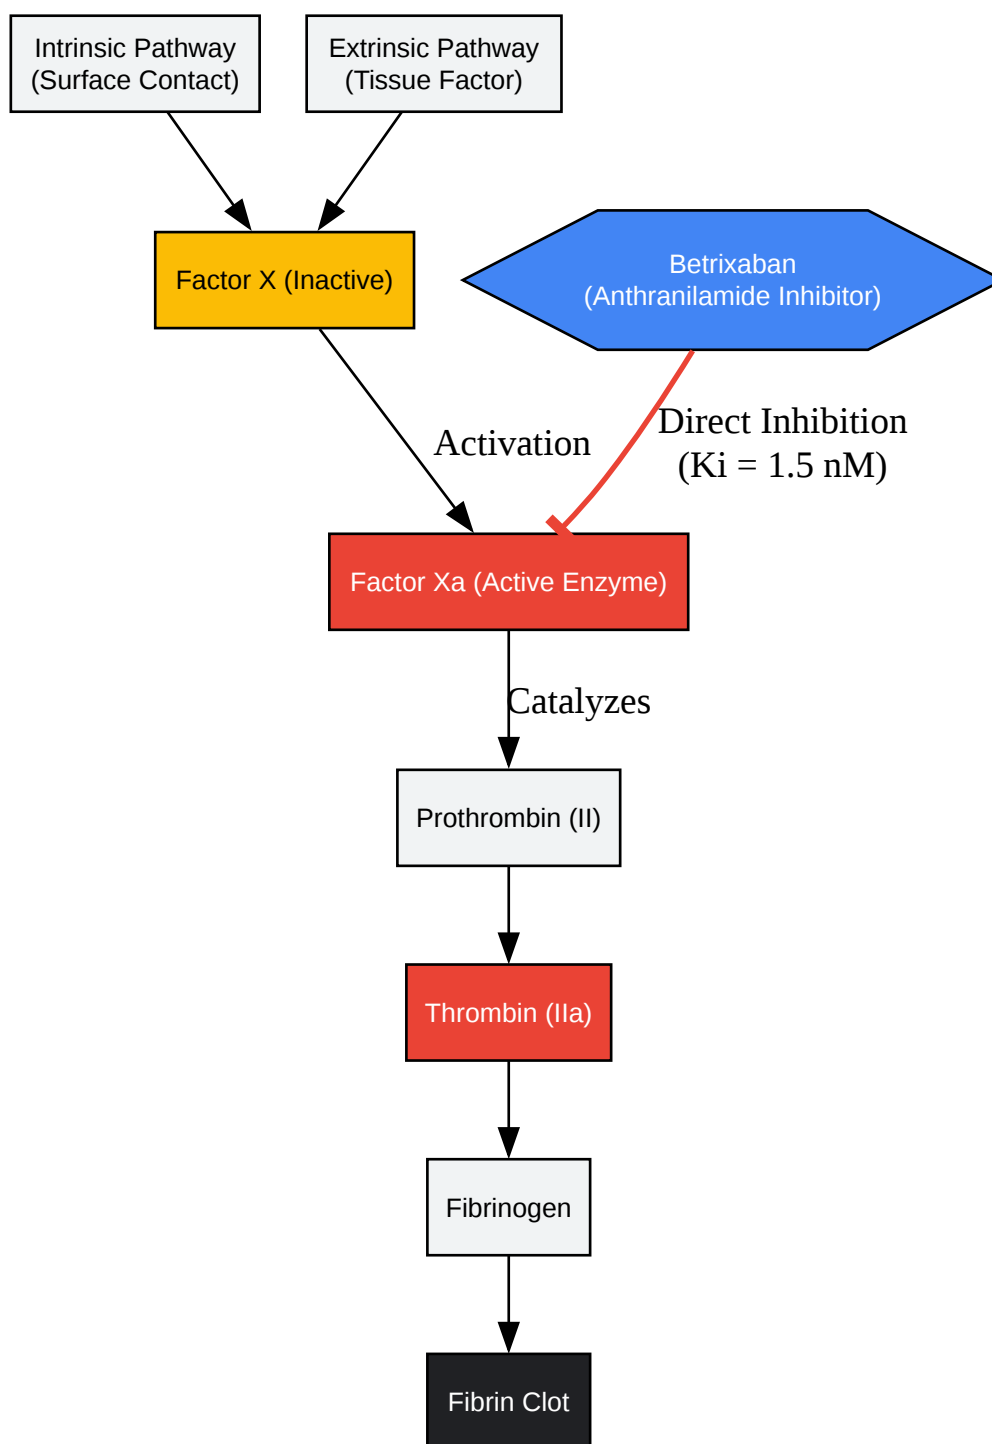 Intrinsic Pathway
(Surface Contact)
Extrinsic Pathway
(Tissue Factor)
Factor X (Inactive)
Betrixaban
(Anthranilamide Inhibitor)
Activation
Direct Inhibition
(Ki = 1.5 nM)
Factor Xa (Active Enzyme)
Catalyzes
Prothrombin (II)
Thrombin (IIa)
Fibrinogen
Fibrin Clot